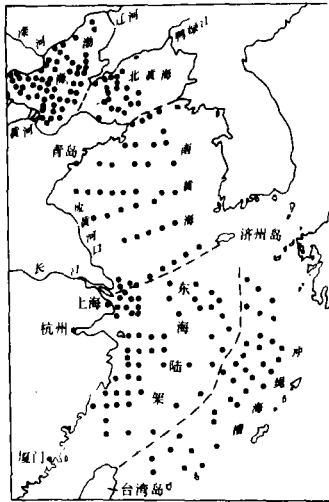 滦河
辽河
鸭绿江
渤
海
北黄海
黄河
青岛
南
黄
海
废黄河口
济州岛
长江
上海
东
海
陆
架
杭州
冲
绳
海
槽
厦门
台湾岛